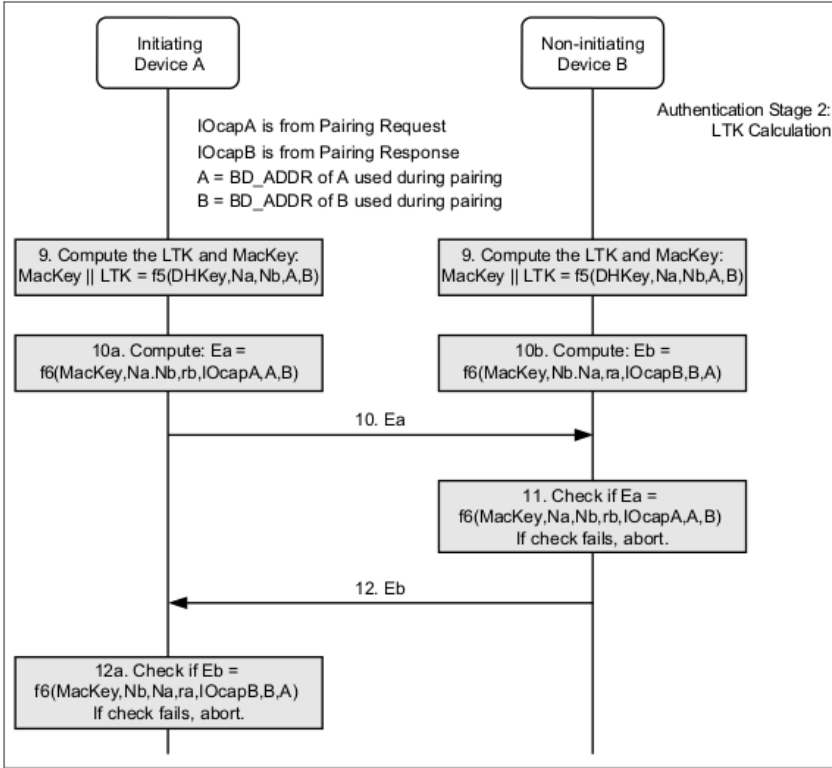 Initiating
Device A
Non-initiating
Device B
Authentication Stage 2:
LTK Calculation
IOcapA is from Pairing Request
IOcapB is from Pairing Response
A = BD_ADDR of A used during pairing
B = BD_ADDR of B used during pairing
9. Compute the LTK and MacKey:
MacKey || LTK = f5(DHKey,Na,Nb,A,B)
9. Compute the LTK and MacKey:
MacKey || LTK = f5(DHKey,Na,Nb,A,B)
10a. Compute: Ea =
f6(MacKey,Na.Nb,rb,IOcapA,A,B)
10b. Compute: Eb =
f6(MacKey,Nb.Na,ra,IOcapB,B,A)
10. Ea
11. Check if Ea =
f6(MacKey,Na,Nb,rb,IOcapA,A,B)
If check fails, abort.
12. Eb
12a. Check if Eb =
f6(MacKey,Nb,Na,ra,IOcapB,B,A)
If check fails, abort.